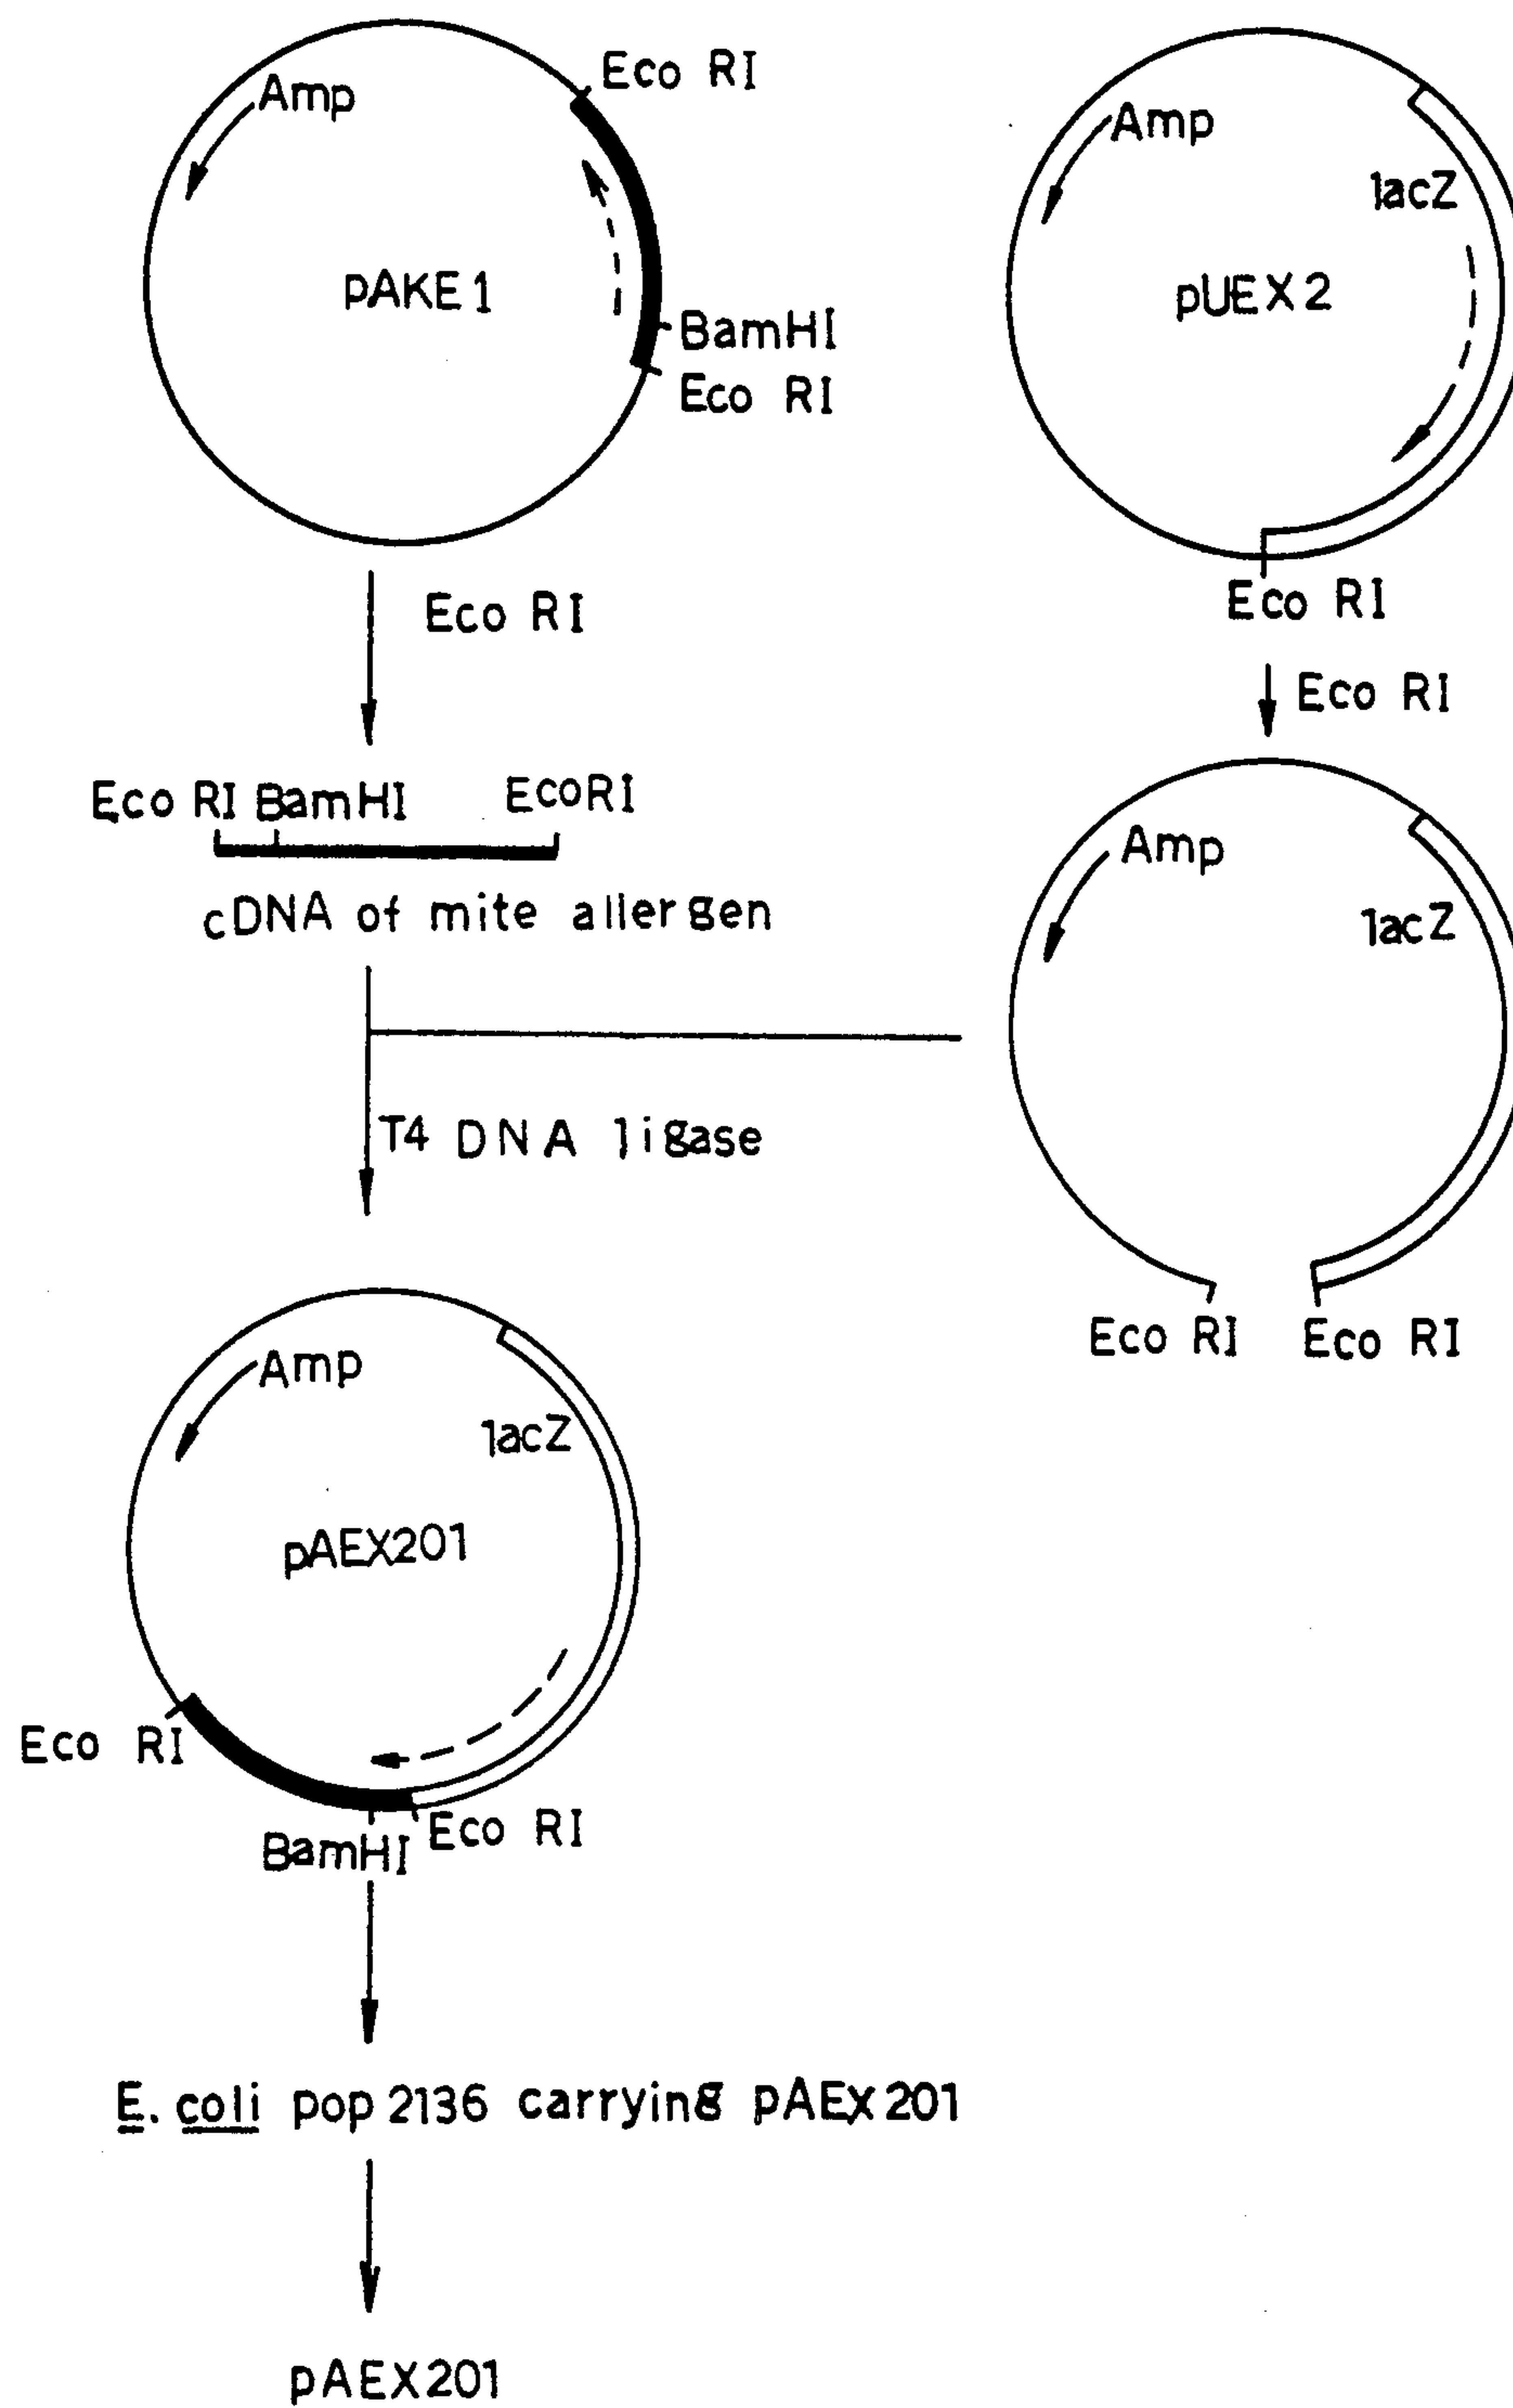 Eco RI
Amp
pAKE1
BamHI
Eco RI
Amp
lacZ
pUEX2
Eco RI
Eco RI
Eco RI
Eco RI BamHI EcoRI
cDNA of mite allergen
Amp
lacZ
Eco RI Eco RI
T4 DNA ligase
Amp
lacZ
pAEX201
Eco RI
BamHI Eco RI
E. coli pop2136 carrying pAEX201
pAEX201